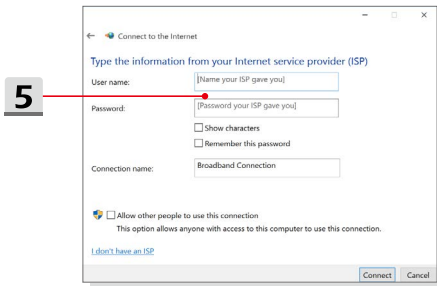 Connect to the Internet
Type the information from your Internet service provider (ISP)
User name:
[Name your ISP gave you]
5
Password:
[Password your ISP gave you]
Show characters
Remember this password
Connection name:
Broadband Connection
Allow other people to use this connection
This option allows anyone with access to this computer to use this connection.
I don't have an ISP
Connect Cancel